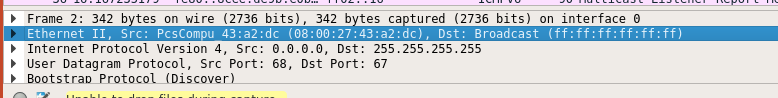 Frame 2: 342 bytes on wire (2736 bits), 342 bytes captured (2736 bits) on interface 0
Ethernet II, Src: PcsCompu_43:a2:dc (08:00:27:43:a2:dc), Dst: Broadcast (ff:ff:ff:ff:ff:ff)
Internet Protocol Version 4, Src: 0.0.0.0, Dst: 255.255.255.255
User Datagram Protocol, Src Port: 68, Dst Port: 67
Bootstrap Protocol (Discover)
Unable to drop files during capture.